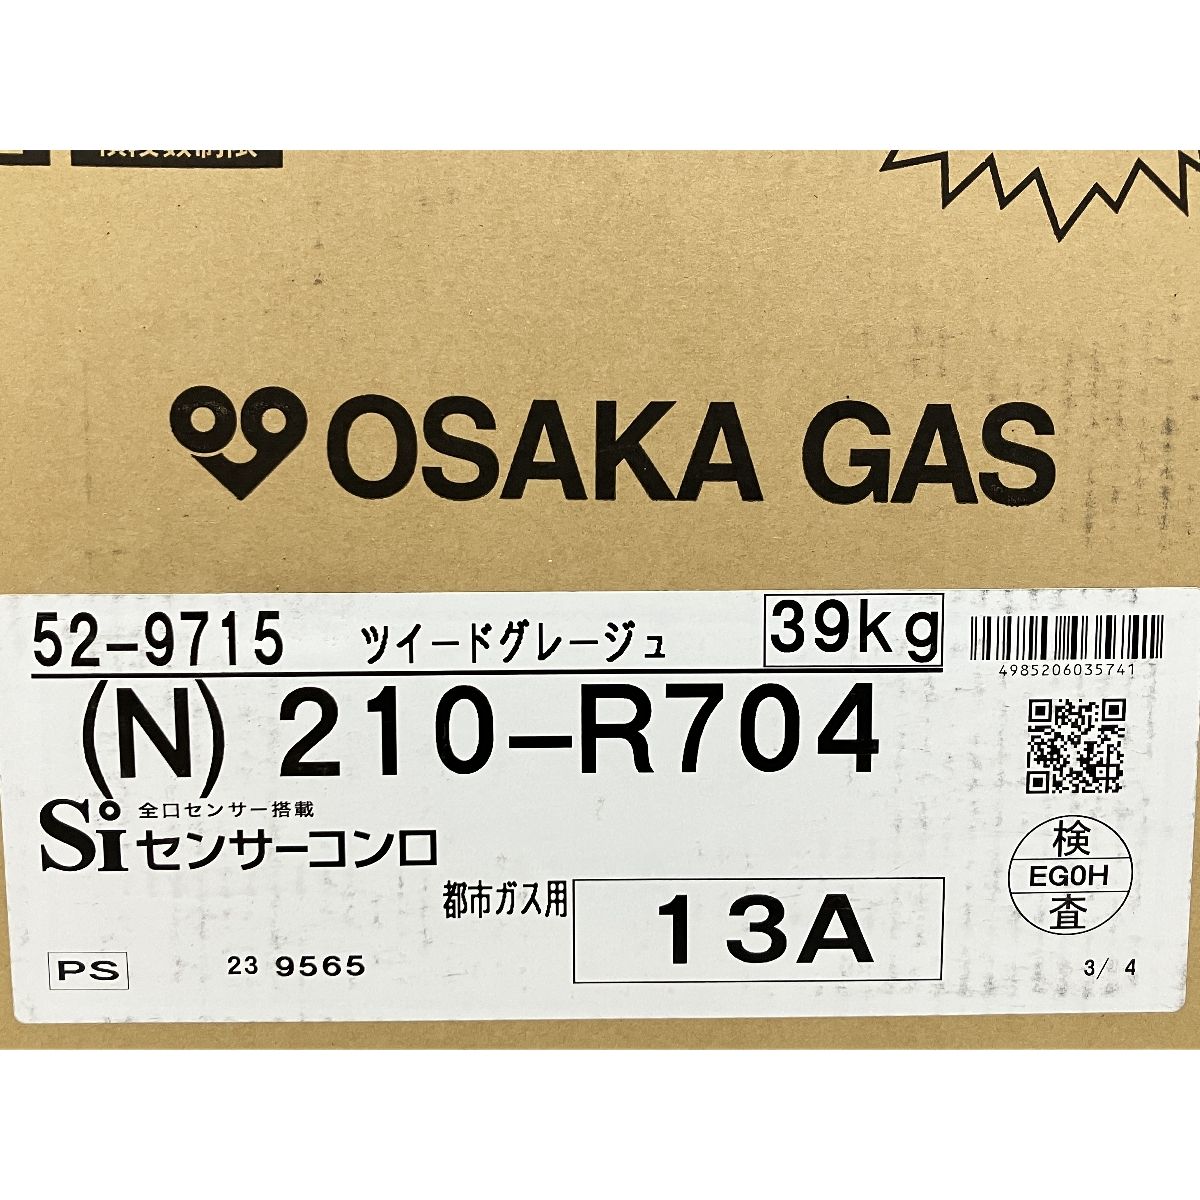 OSAKA GAS
52-9715 ツイードグレージュ 39kg
4985206035741
(N) 210-R704
Si 全口センサー搭載
センサーコンロ
検
EG0H
査
都市ガス用 13A
PS 23 9565 3/ 4